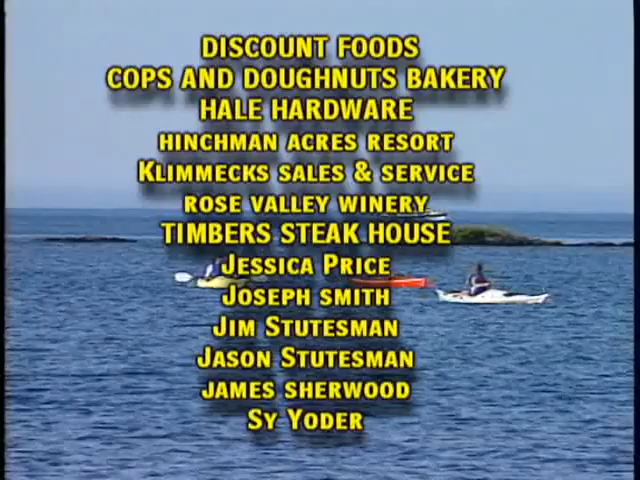 DISCOUNT FOODS
COPS AND DOUGHNUTS BAKERY
HALE HARDWARE
HINCHMAN ACRES RESORT
KLIMMECKS SALES & SERVICE
ROSE VALLEY WINERY
TIMBERS STEAK HOUSE
JESSICA PRICE
JOSEPH SMITH
JIM STUTESMAN
JASON STUTESMAN
JAMES SHERWOOD
SY YODER